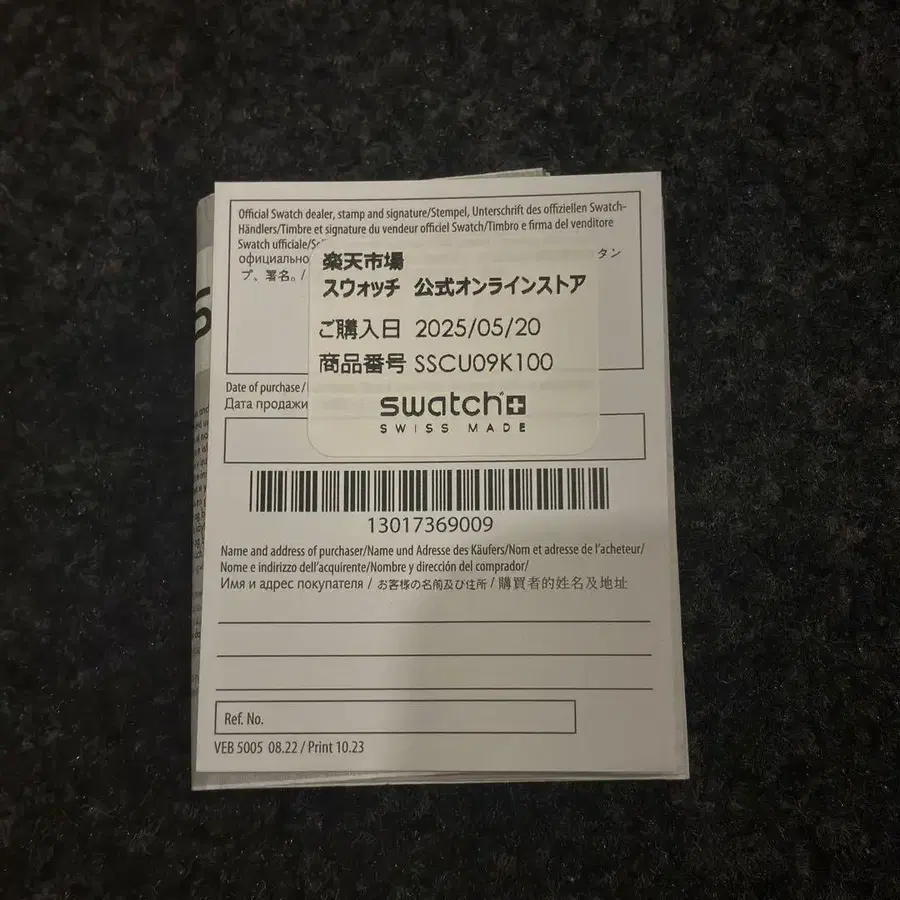 Official Swatch dealer, stamp and signature/Stempel, Unterschrift des offiziellen Swatch-
Händlers/Timbre et signature du vendeur officiel Swatch/Timbro e firma del venditore
Swatch ufficiale/
официально
タン
プ、署名。/
楽天市場
スウォッチ 公式オンラインストア
ご購入日 2025/05/20
商品番号 SSCU09K100
swatch
SWISS MADE
Date of purchase/
Дата продажи
13017369009
Name and address of purchaser/Name und Adresse des Käufers/Nom et adresse de l'acheteur/
Nome e indirizzo dell'acquirente/Nombre y dirección del comprador/
Имя и адрес покупателя / お客様の名前及び住所 / 購買者的姓名及地址
Ref. No.
VEB 5005 08.22 / Print 10.23